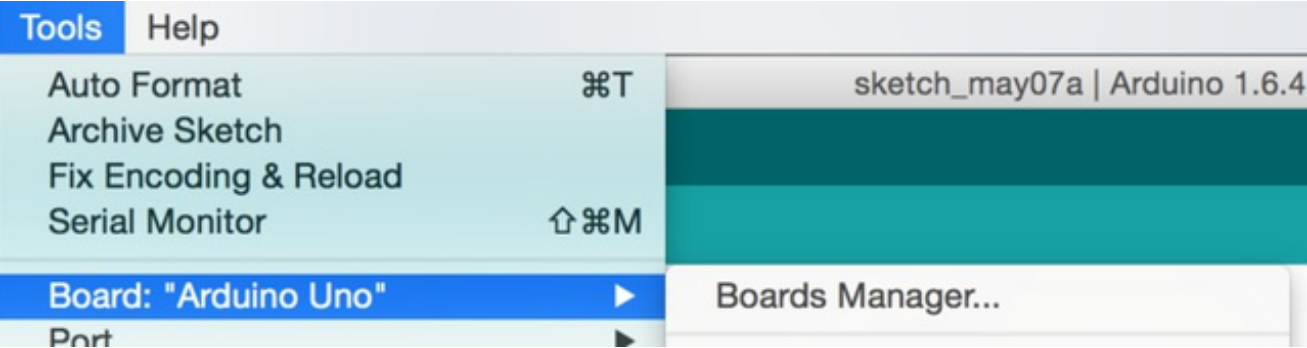 Tools Help
sketch_may07a | Arduino 1.6.4
Auto Format ⌘T
Archive Sketch
Fix Encoding & Reload
Serial Monitor ⇧⌘M
Board: "Arduino Uno" ▶ Boards Manager...
Port ▶